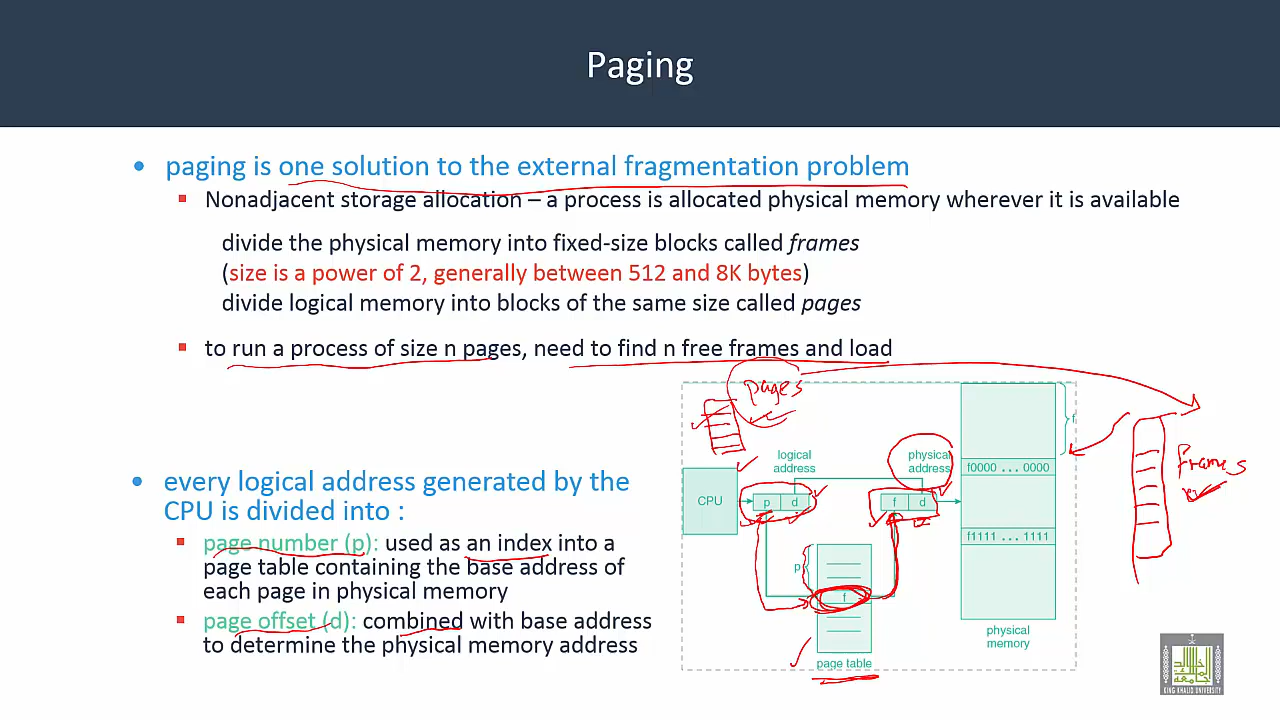 Paging
• paging is one solution to the external fragmentation problem
▪ Nonadjacent storage allocation – a process is allocated physical memory wherever it is available
divide the physical memory into fixed-size blocks called frames
(size is a power of 2, generally between 512 and 8K bytes)
divide logical memory into blocks of the same size called pages
▪ to run a process of size n pages, need to find n free frames and load
• every logical address generated by the
CPU is divided into :
▪ page number (p): used as an index into a
page table containing the base address of
each page in physical memory
▪ page offset (d): combined with base address
to determine the physical memory address
pages
frames
logical
address
physical
address
CPU
p d
f d
f0000 ... 0000
f1111 ... 1111
f
p
f
page table
physical
memory
KING KHALID UNIVERSITY